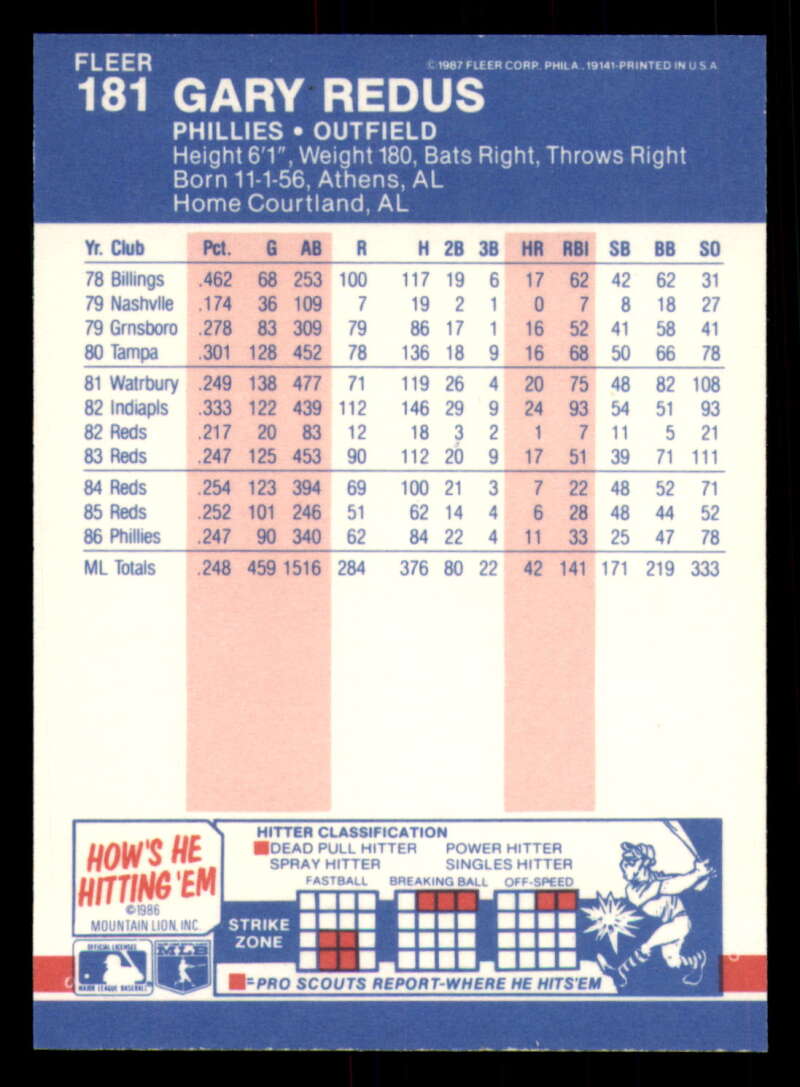 FLEER
© 1987 FLEER CORP. PHILA., 19141-PRINTED IN U.S.A.
181 GARY REDUS
PHILLIES • OUTFIELD
Height 6'1", Weight 180, Bats Right, Throws Right
Born 11-1-56, Athens, AL
Home Courtland, AL
Yr. Club Pct. G AB R H 2B 3B HR RBI SB BB SO
78 Billings .462 68 253 100 117 19 6 17 62 42 62 31
79 Nashvlle .174 36 109 7 19 2 1 0 7 8 18 27
79 Grnsboro .278 83 309 79 86 17 1 16 52 41 58 41
80 Tampa .301 128 452 78 136 18 9 16 68 50 66 78
81 Watrbury .249 138 477 71 119 26 4 20 75 48 82 108
82 Indiapls .333 122 439 112 146 29 9 24 93 54 51 93
82 Reds .217 20 83 12 18 3 2 1 7 11 5 21
83 Reds .247 125 453 90 112 20 9 17 51 39 71 111
84 Reds .254 123 394 69 100 21 3 7 22 48 52 71
85 Reds .252 101 246 51 62 14 4 6 28 48 44 52
86 Phillies .247 90 340 62 84 22 4 11 33 25 47 78
ML Totals .248 459 1516 284 376 80 22 42 141 171 219 333
HOW'S HE
HITTING 'EM
©1986
MOUNTAIN LION, INC.
HITTER CLASSIFICATION
DEAD PULL HITTER POWER HITTER
SPRAY HITTER SINGLES HITTER
FASTBALL BREAKING BALL OFF-SPEED
STRIKE
ZONE
=PRO SCOUTS REPORT-WHERE HE HITS'EM
OFFICIAL LICENSEE
MAJOR LEAGUE BASEBALL
MLB